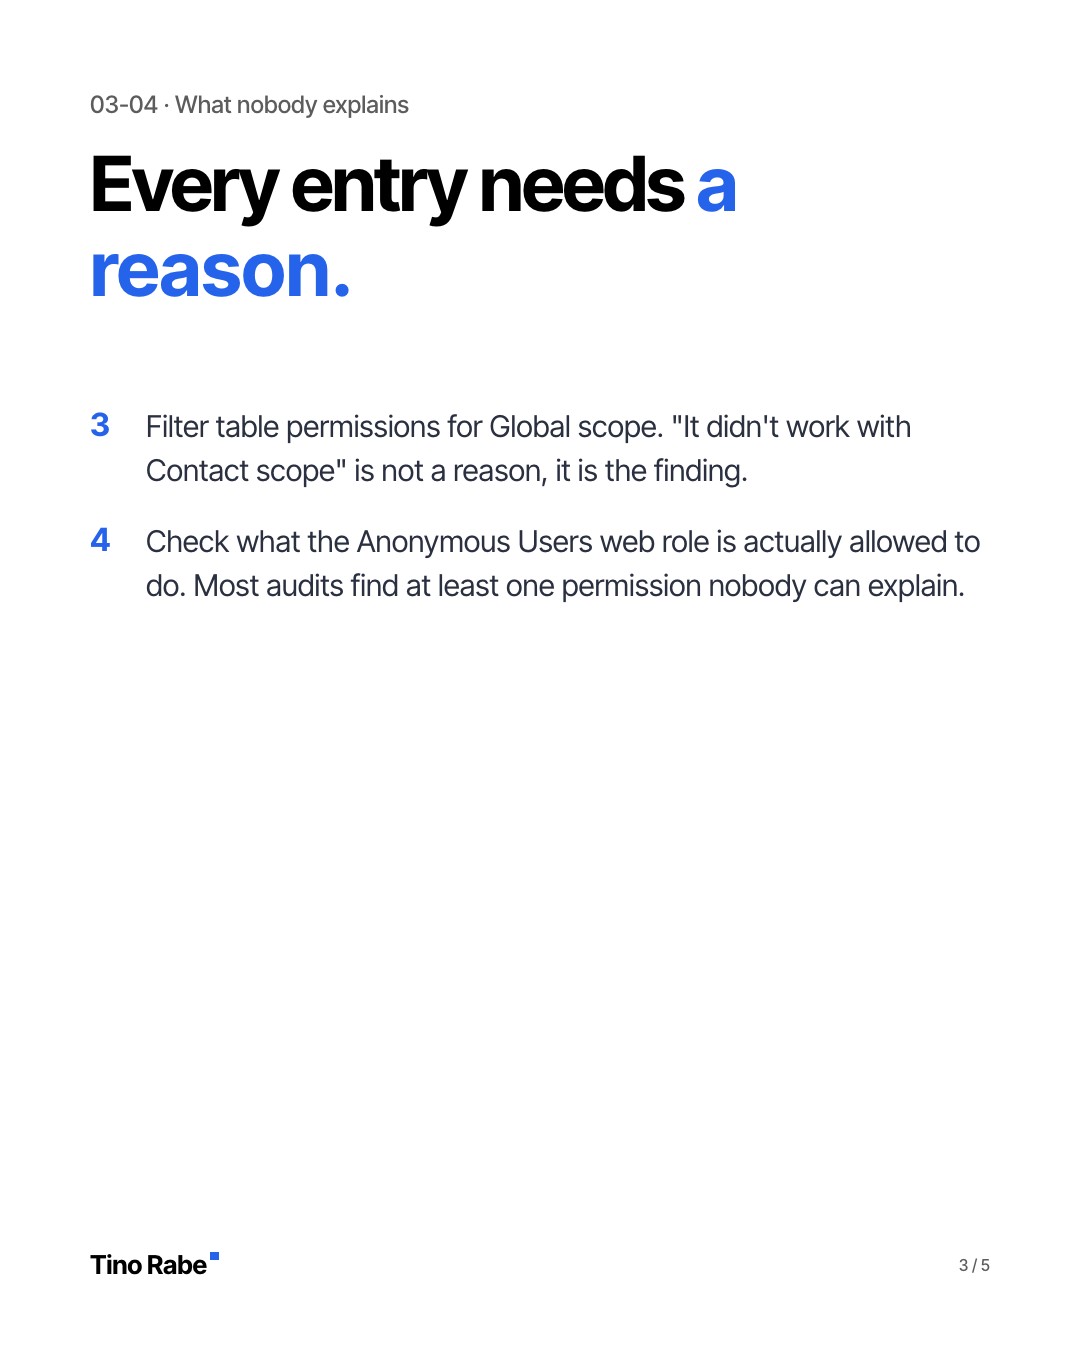 03-04 · What nobody explains
Every entry needs a
reason.
3 Filter table permissions for Global scope. "It didn't work with
Contact scope" is not a reason, it is the finding.
4 Check what the Anonymous Users web role is actually allowed to
do. Most audits find at least one permission nobody can explain.
Tino Rabe
3 / 5